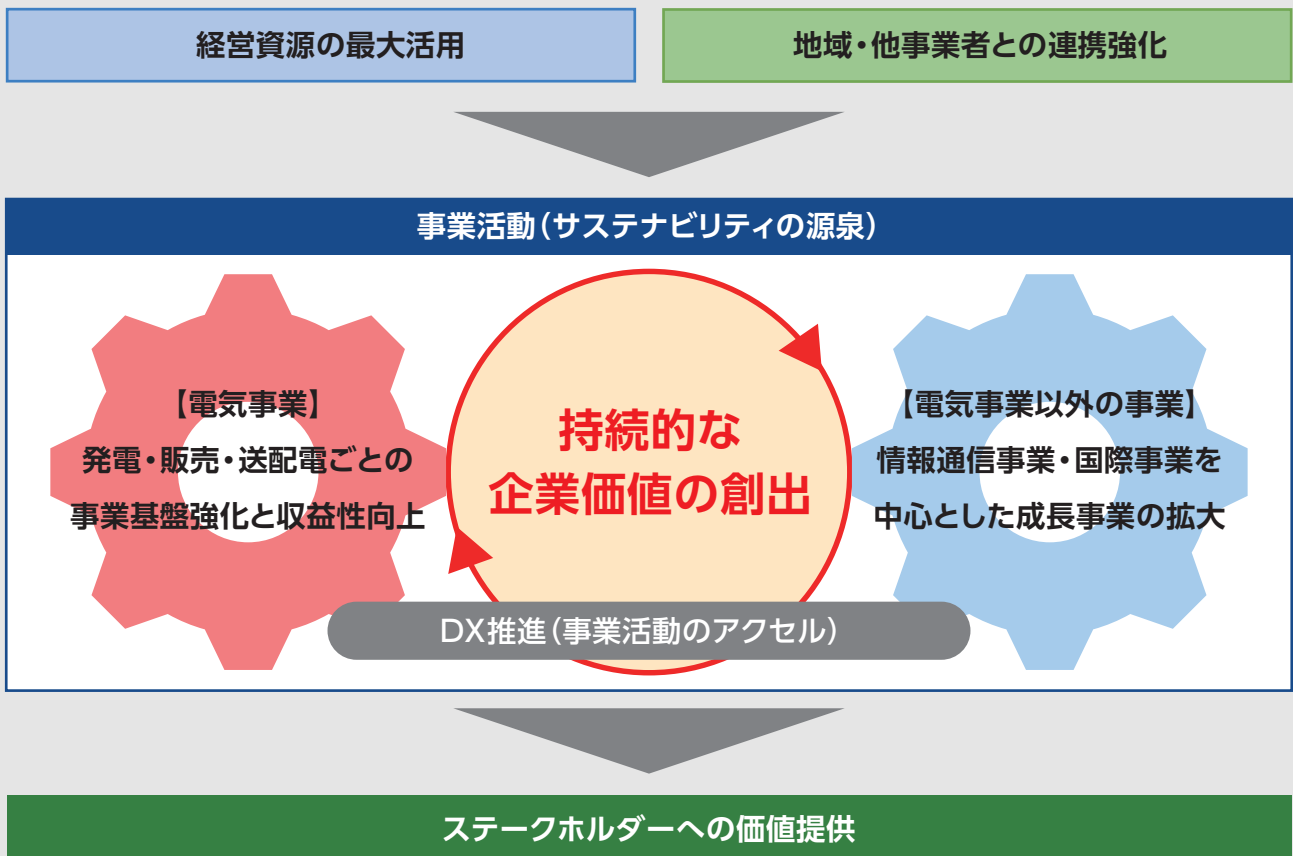 経営資源の最大活用
地域・他事業者との連携強化
事業活動(サステナビリティの源泉)
【電気事業】
発電・販売・送配電ごとの
事業基盤強化と収益性向上
持続的な
企業価値の創出
【電気事業以外の事業】
情報通信事業・国際事業を
中心とした成長事業の拡大
DX推進(事業活動のアクセル)
ステークホルダーへの価値提供